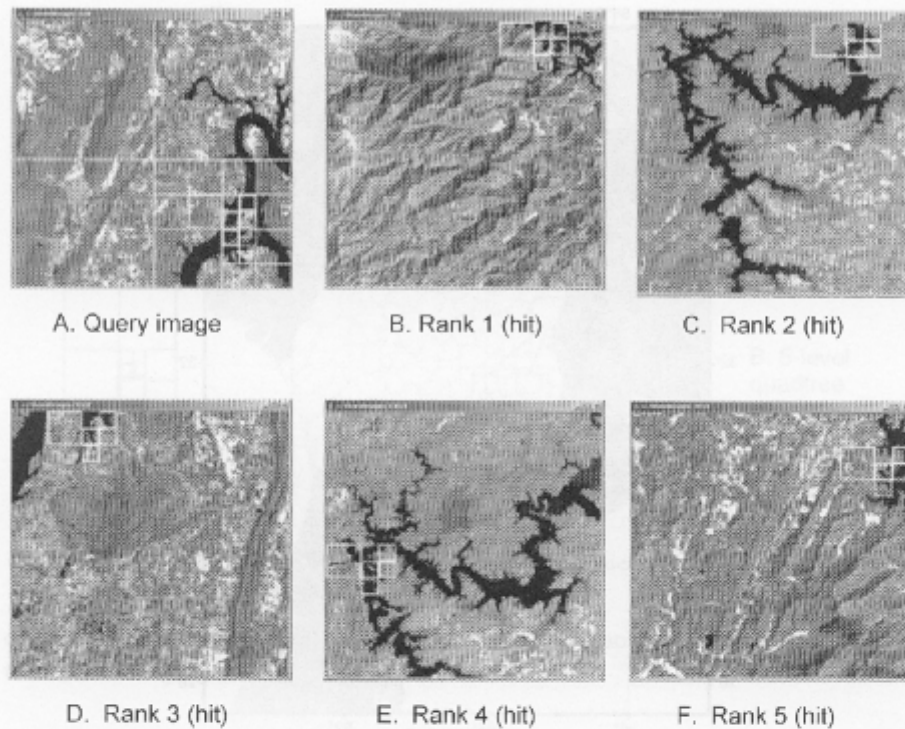 A. Query image
B. Rank 1 (hit)
C. Rank 2 (hit)
D. Rank 3 (hit)
E. Rank 4 (hit)
F. Rank 5 (hit)